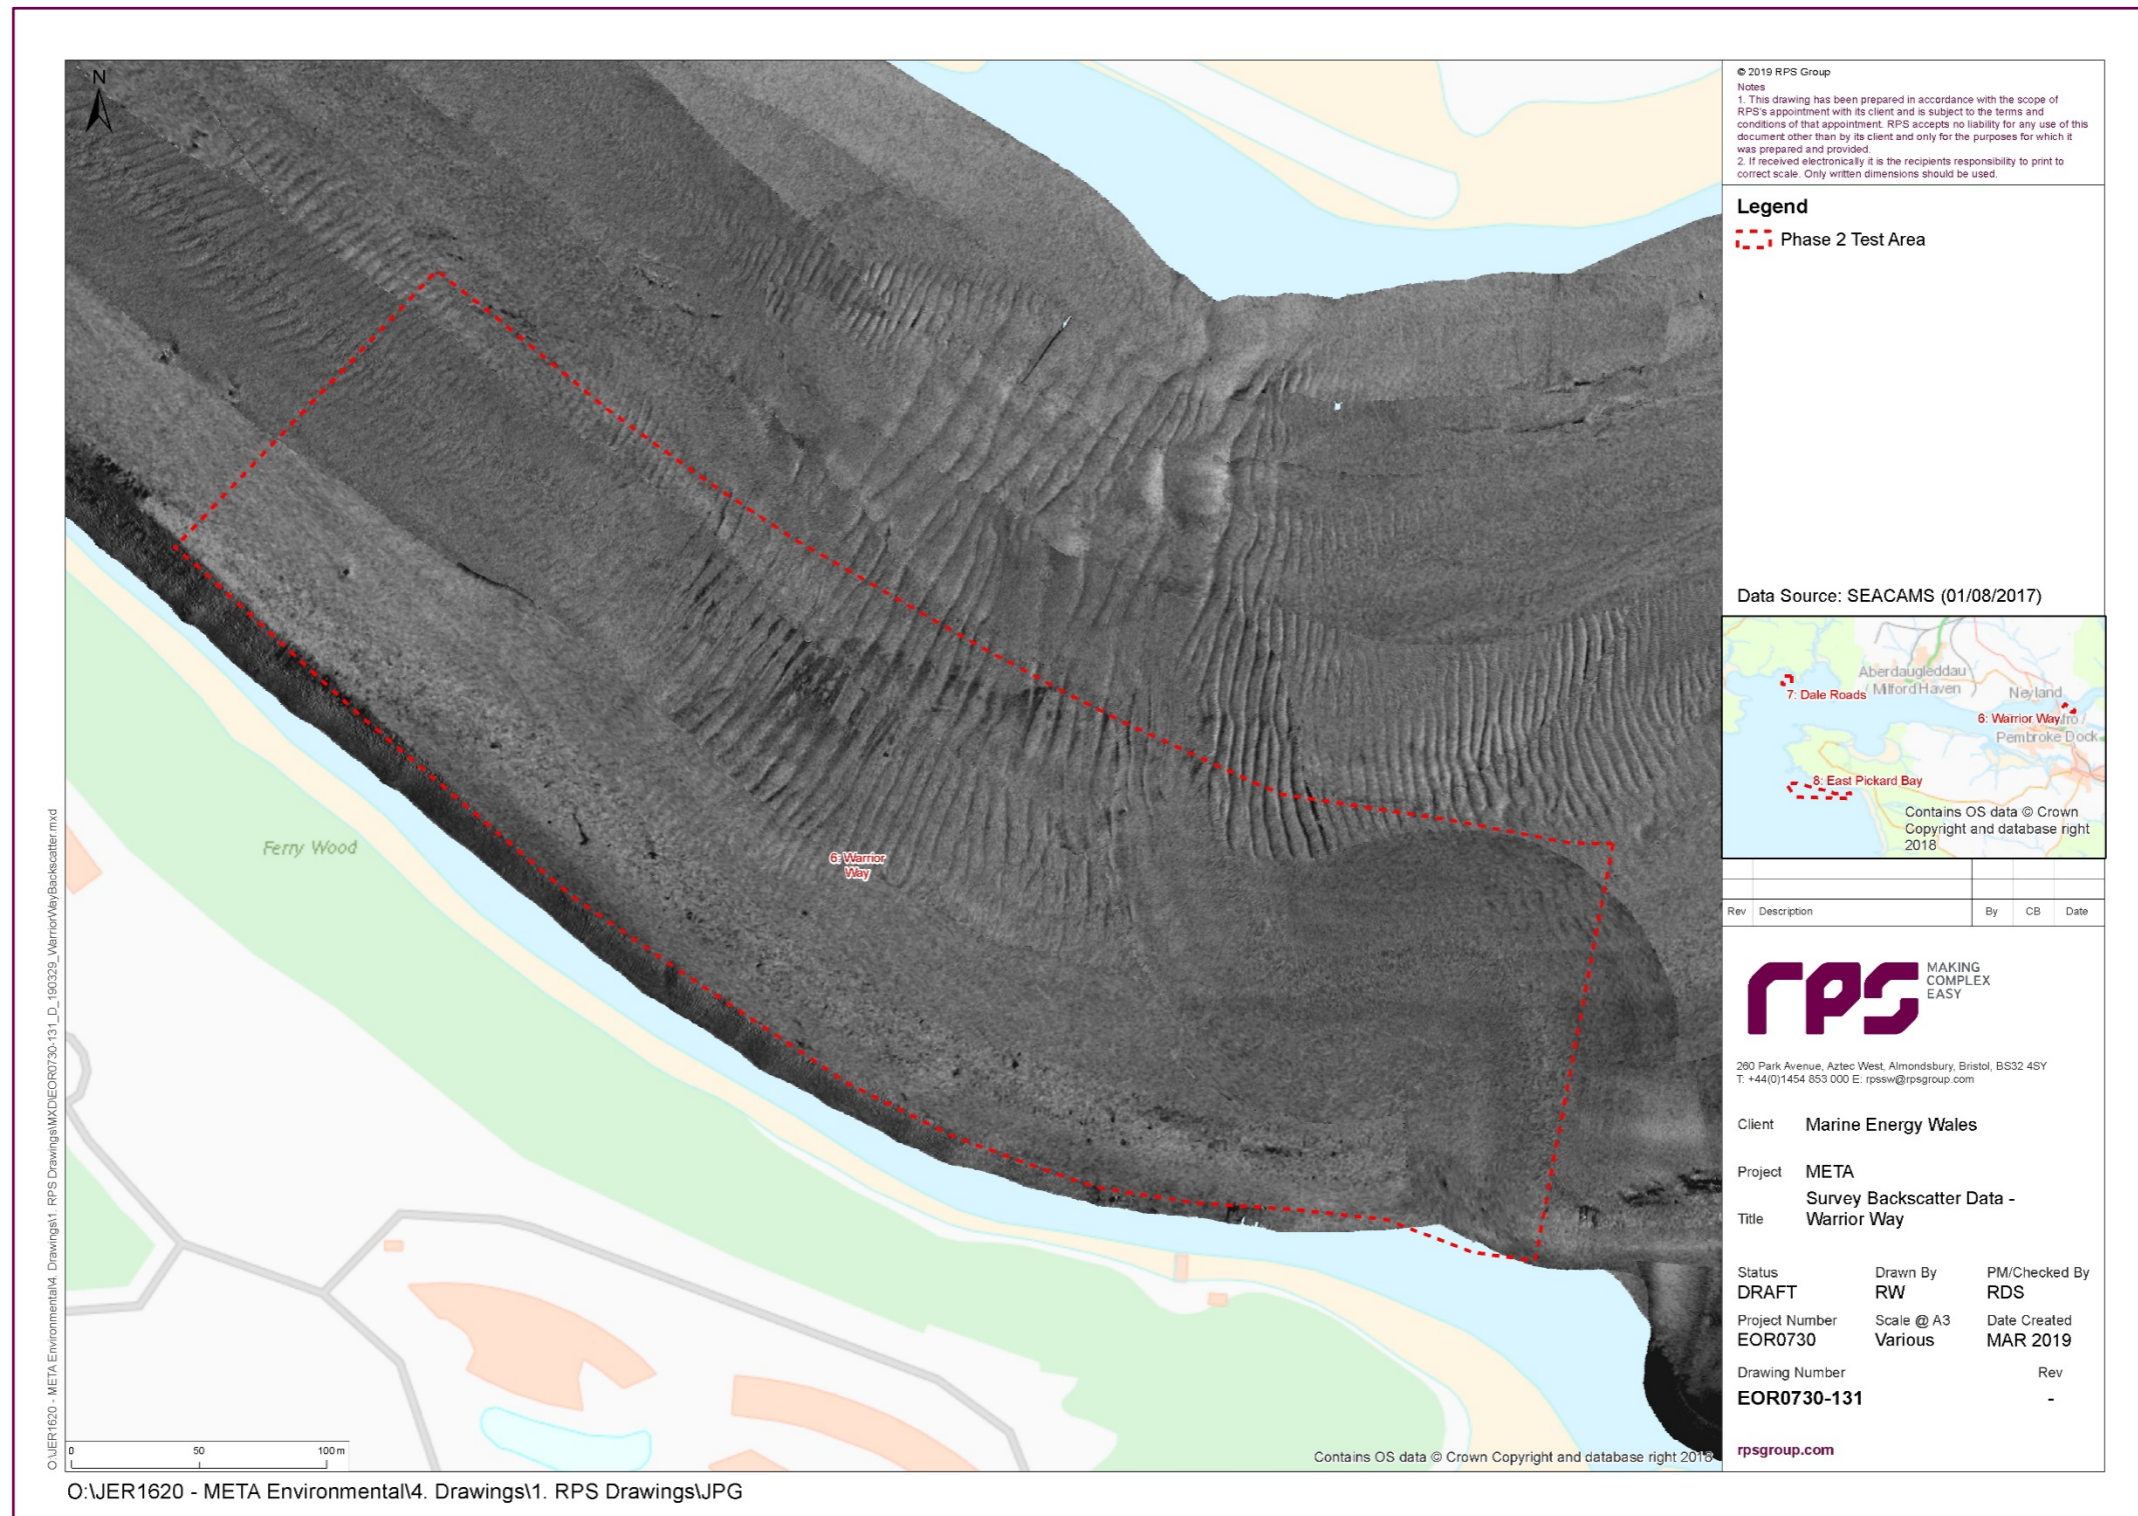 N
6: Warrior
Way
Ferry Wood
0 50 100 m
Contains OS data © Crown Copyright and database right 2018
O:\JER1620 - META Environmental\4. Drawings\1. RPS Drawings\MXD\EOR0730-131_D_190329_WarriorWayBackscatter.mxd
O:\JER1620 - META Environmental\4. Drawings\1. RPS Drawings\JPG
© 2019 RPS Group
Notes
1. This drawing has been prepared in accordance with the scope of
RPS's appointment with its client and is subject to the terms and
conditions of that appointment. RPS accepts no liability for any use of this
document other than by its client and only for the purposes for which it
was prepared and provided.
2. If received electronically it is the recipients responsibility to print to
correct scale. Only written dimensions should be used.
Legend
Phase 2 Test Area
Data Source: SEACAMS (01/08/2017)
Aberdaugleddau
/ Milford Haven
Neyland
7: Dale Roads
6: Warrior Way
Pembroke Dock
8: East Pickard Bay
Contains OS data © Crown
Copyright and database right
2018
Rev Description By CB Date
rps
MAKING
COMPLEX
EASY
260 Park Avenue, Aztec West, Almondsbury, Bristol, BS32 4SY
T: +44(0)1454 853 000 E: rpssw@rpsgroup.com
Client Marine Energy Wales
Project META
Title Survey Backscatter Data -
Warrior Way
Status Drawn By PM/Checked By
DRAFT RW RDS
Project Number Scale @ A3 Date Created
EOR0730 Various MAR 2019
Drawing Number Rev
EOR0730-131 -
rpsgroup.com